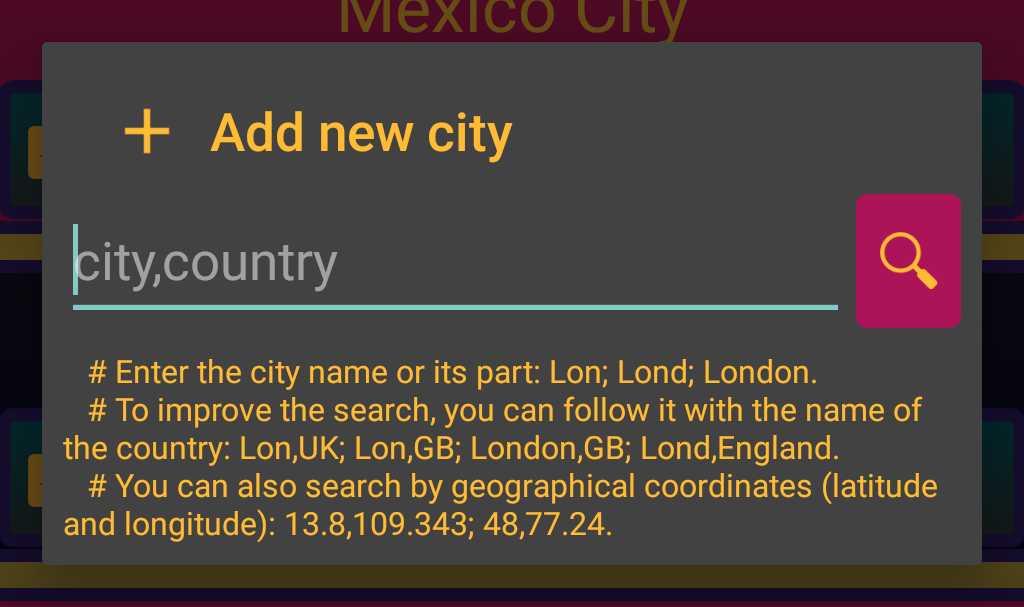 Mexico City
Add new city
city,country
# Enter the city name or its part: Lon; Lond; London.
# To improve the search, you can follow it with the name of
the country: Lon,UK; Lon,GB; London,GB; Lond,England.
# You can also search by geographical coordinates (latitude
and longitude): 13.8,109.343; 48,77.24.